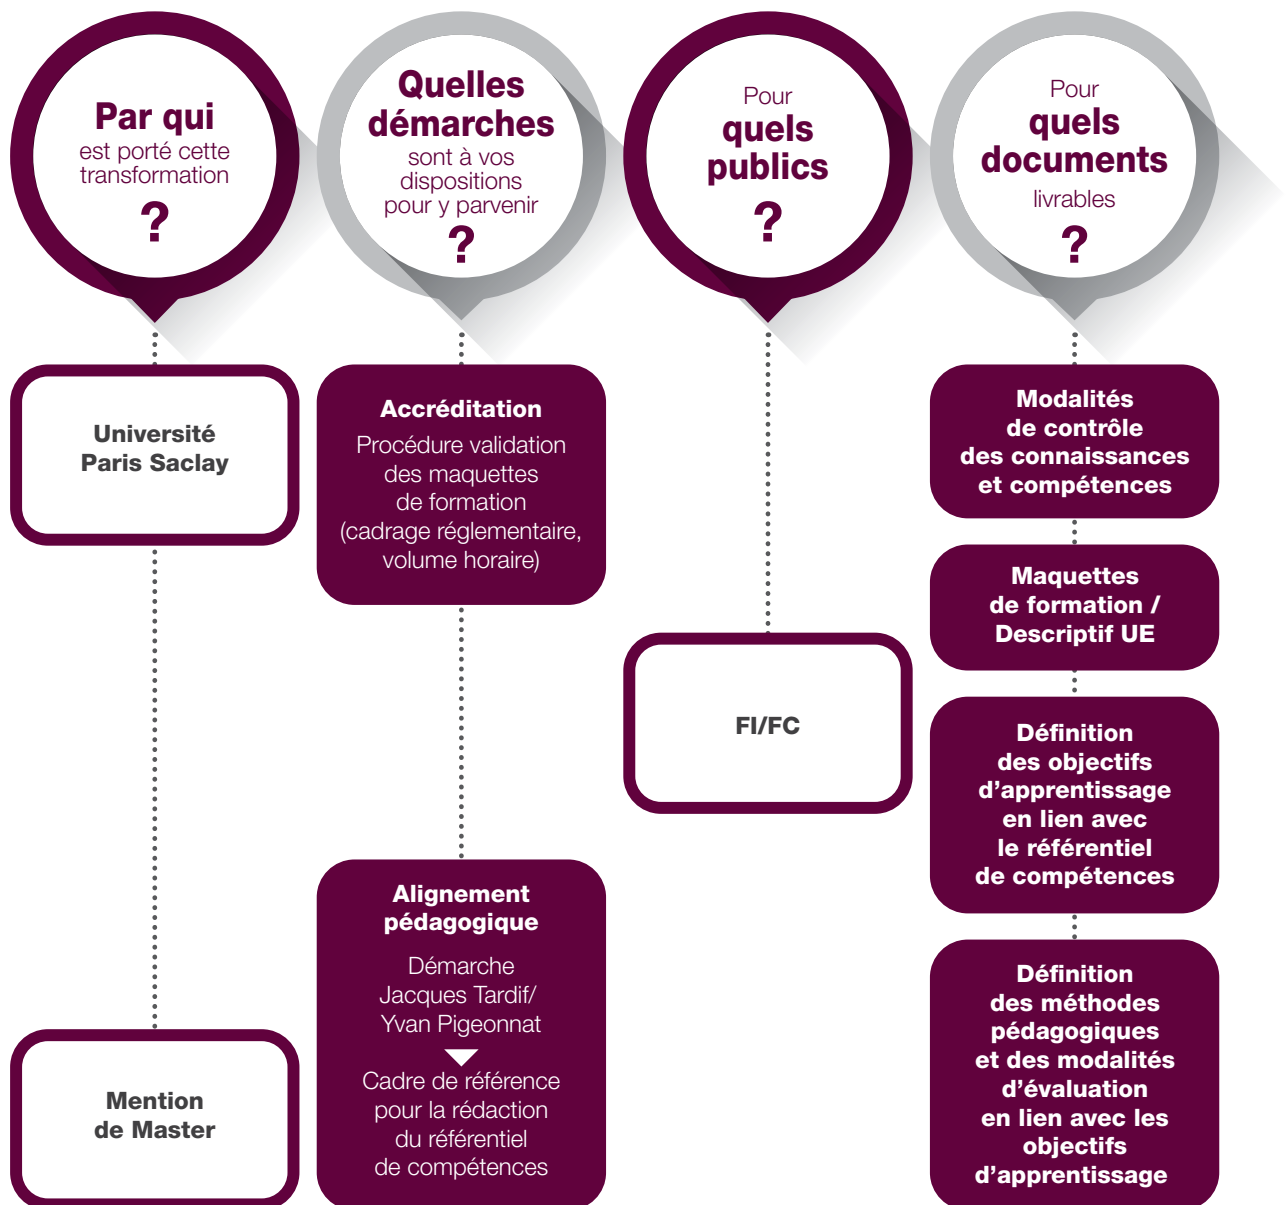 Par qui
est porté cette
transformation
?
Quelles
démarches
sont à vos
dispositions
pour y parvenir
?
Pour
quels
publics
?
Pour
quels
documents
livrables
?
Université
Paris Saclay
Mention
de Master
Accréditation
Procédure validation
des maquettes
de formation
(cadrage réglementaire,
volume horaire)
Alignement
pédagogique
Démarche
Jacques Tardif/
Yvan Pigeonnat
Cadre de référence
pour la rédaction
du référentiel
de compétences
FI/FC
Modalités
de contrôle
des connaissances
et compétences
Maquettes
de formation /
Descriptif UE
Définition
des objectifs
d’apprentissage
en lien avec
le référentiel
de compétences
Définition
des méthodes
pédagogiques
et des modalités
d’évaluation
en lien avec les
objectifs
d’apprentissage